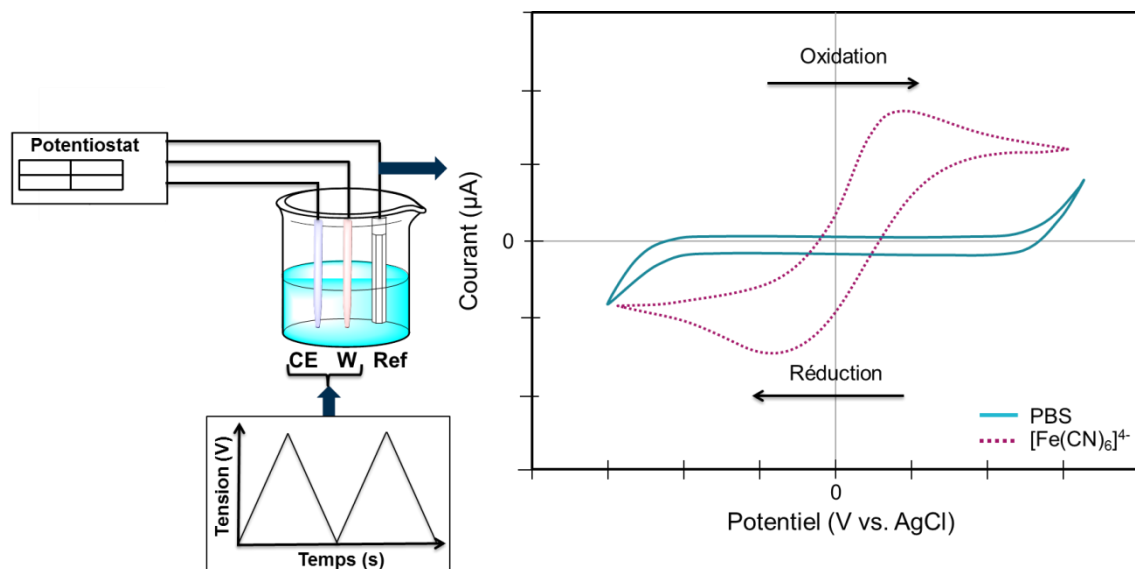 Potentiostat
CE W Ref
Tension (V)
Temps (s)
Oxidation
Courant (µA)
0
Réduction
PBS
[Fe(CN)₆]⁴⁻
0
Potentiel (V vs. AgCl)